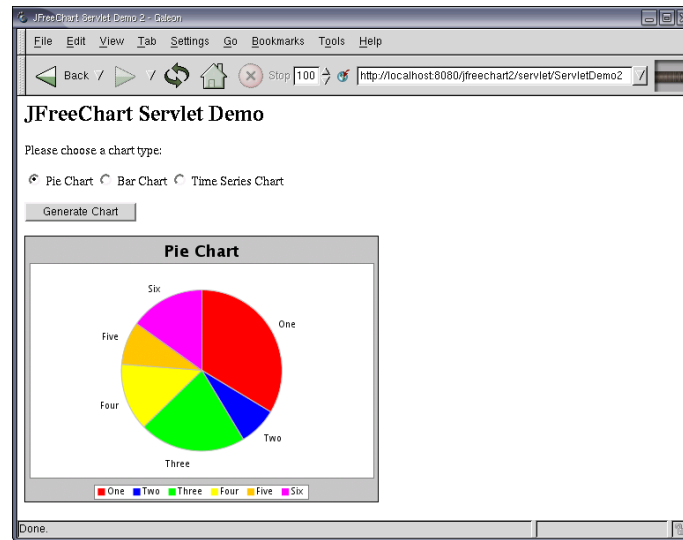 JFreeChart Servlet Demo 2 - Galeon
File Edit View Tab Settings Go Bookmarks Tools Help
Back Stop 100 http://localhost:8080/jfreechart2/servlet/ServletDemo2
JFreeChart Servlet Demo
Please choose a chart type:
Pie Chart Bar Chart Time Series Chart
Generate Chart
Pie Chart
Six
One
Five
Four
Two
Three
One Two Three Four Five Six
Done.